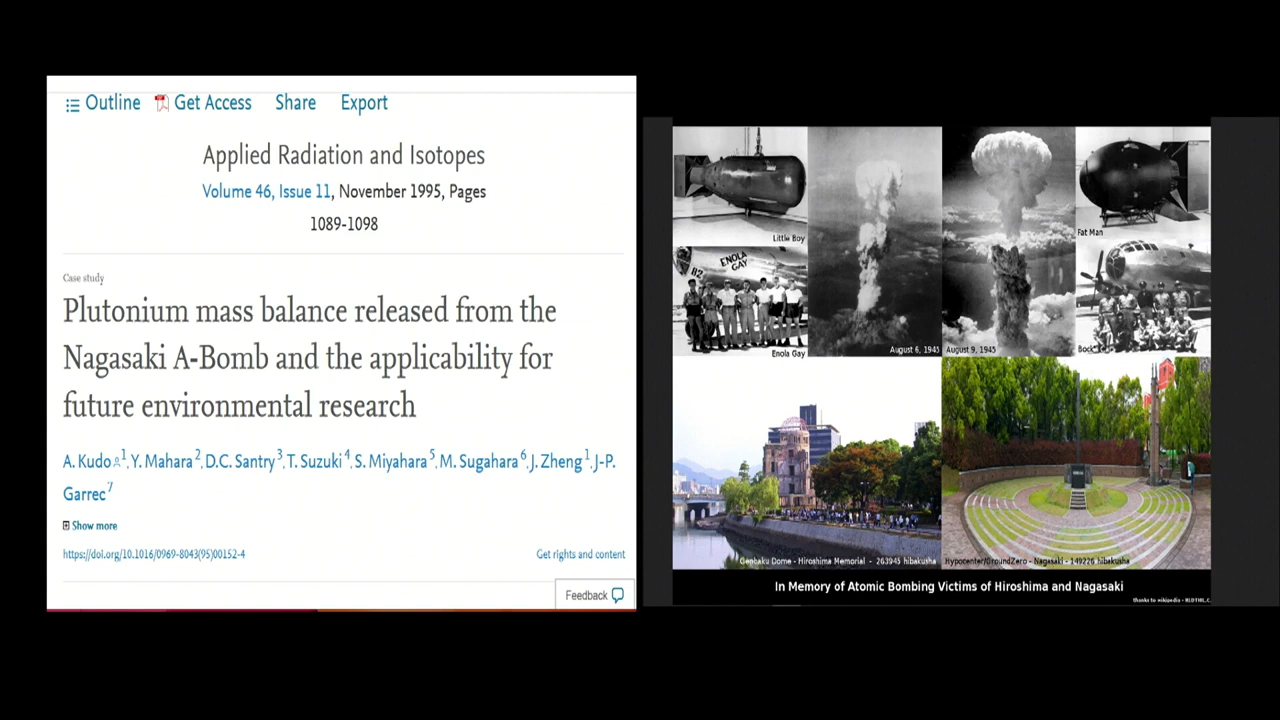 Outline Get Access Share Export
Applied Radiation and Isotopes
Volume 46, Issue 11, November 1995, Pages
1089-1098
Case study
Plutonium mass balance released from the
Nagasaki A-Bomb and the applicability for
future environmental research
A. Kudo 1, Y. Mahara 2, D.C. Santry 3, T. Suzuki 4, S. Miyahara 5, M. Sugahara 6, J. Zheng 1, J-P.
Garrec 7
Show more
https://doi.org/10.1016/0969-8043(95)00152-4 Get rights and content
Feedback
Little Boy
Fat Man
82
ENOLA
GAY
Enola Gay
August 6, 1945
August 9, 1945
Genbaku Dome - Hiroshima Memorial - 263945 hibakusha
Hypocenter/GroundZero - Nagasaki - 149226 hibakusha
In Memory of Atomic Bombing Victims of Hiroshima and Nagasaki
thanks to wikipedia